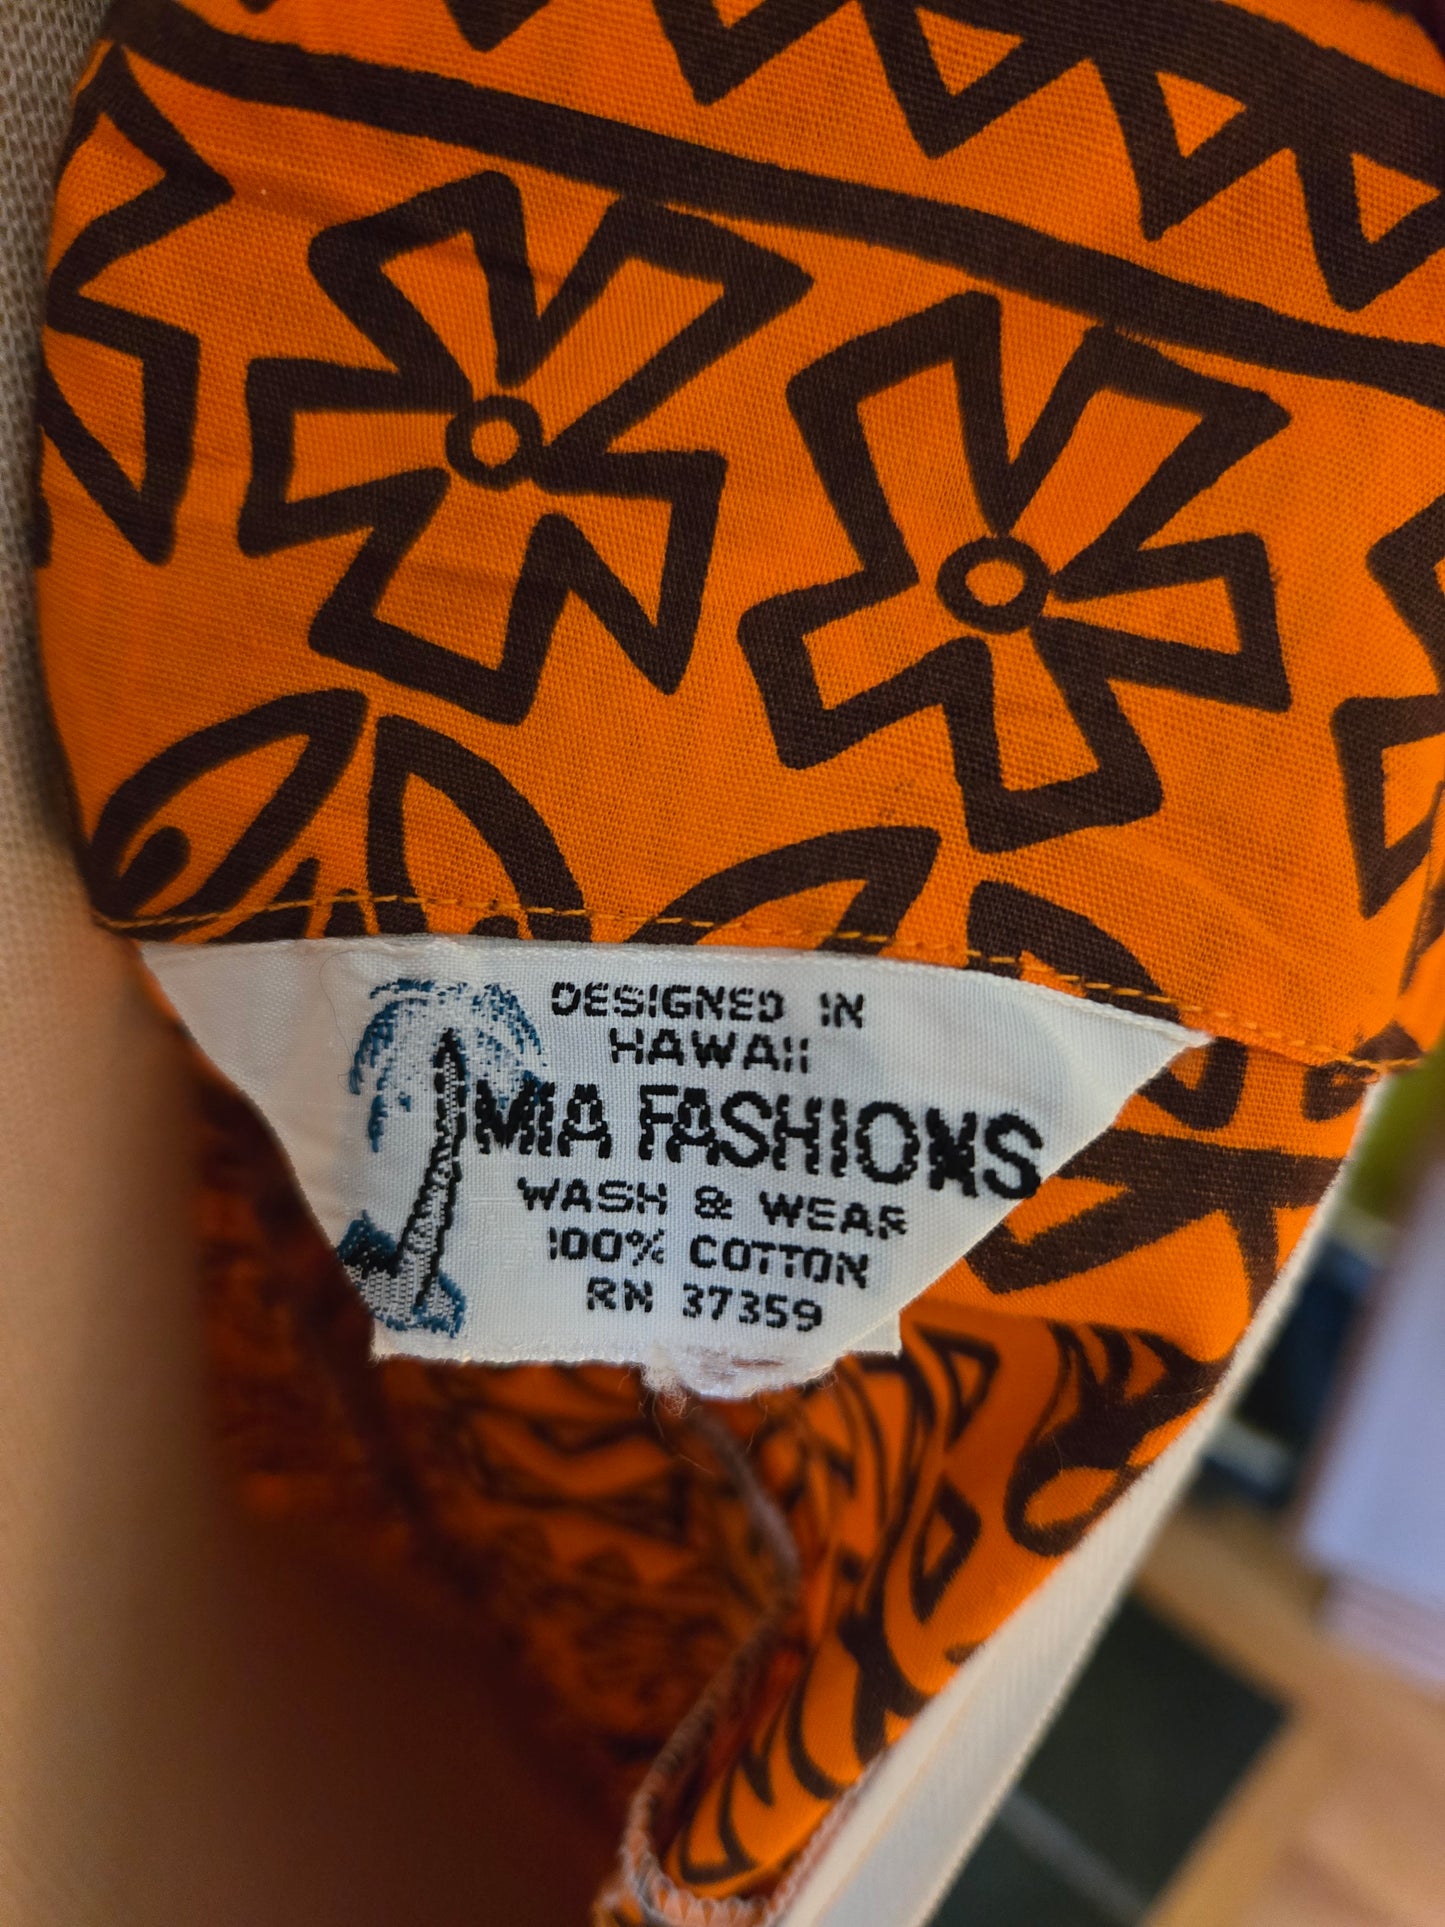 DESIGNED IN
HAWAII
MIA FASHIONS
WASH & WEAR
100% COTTON
RN 37359